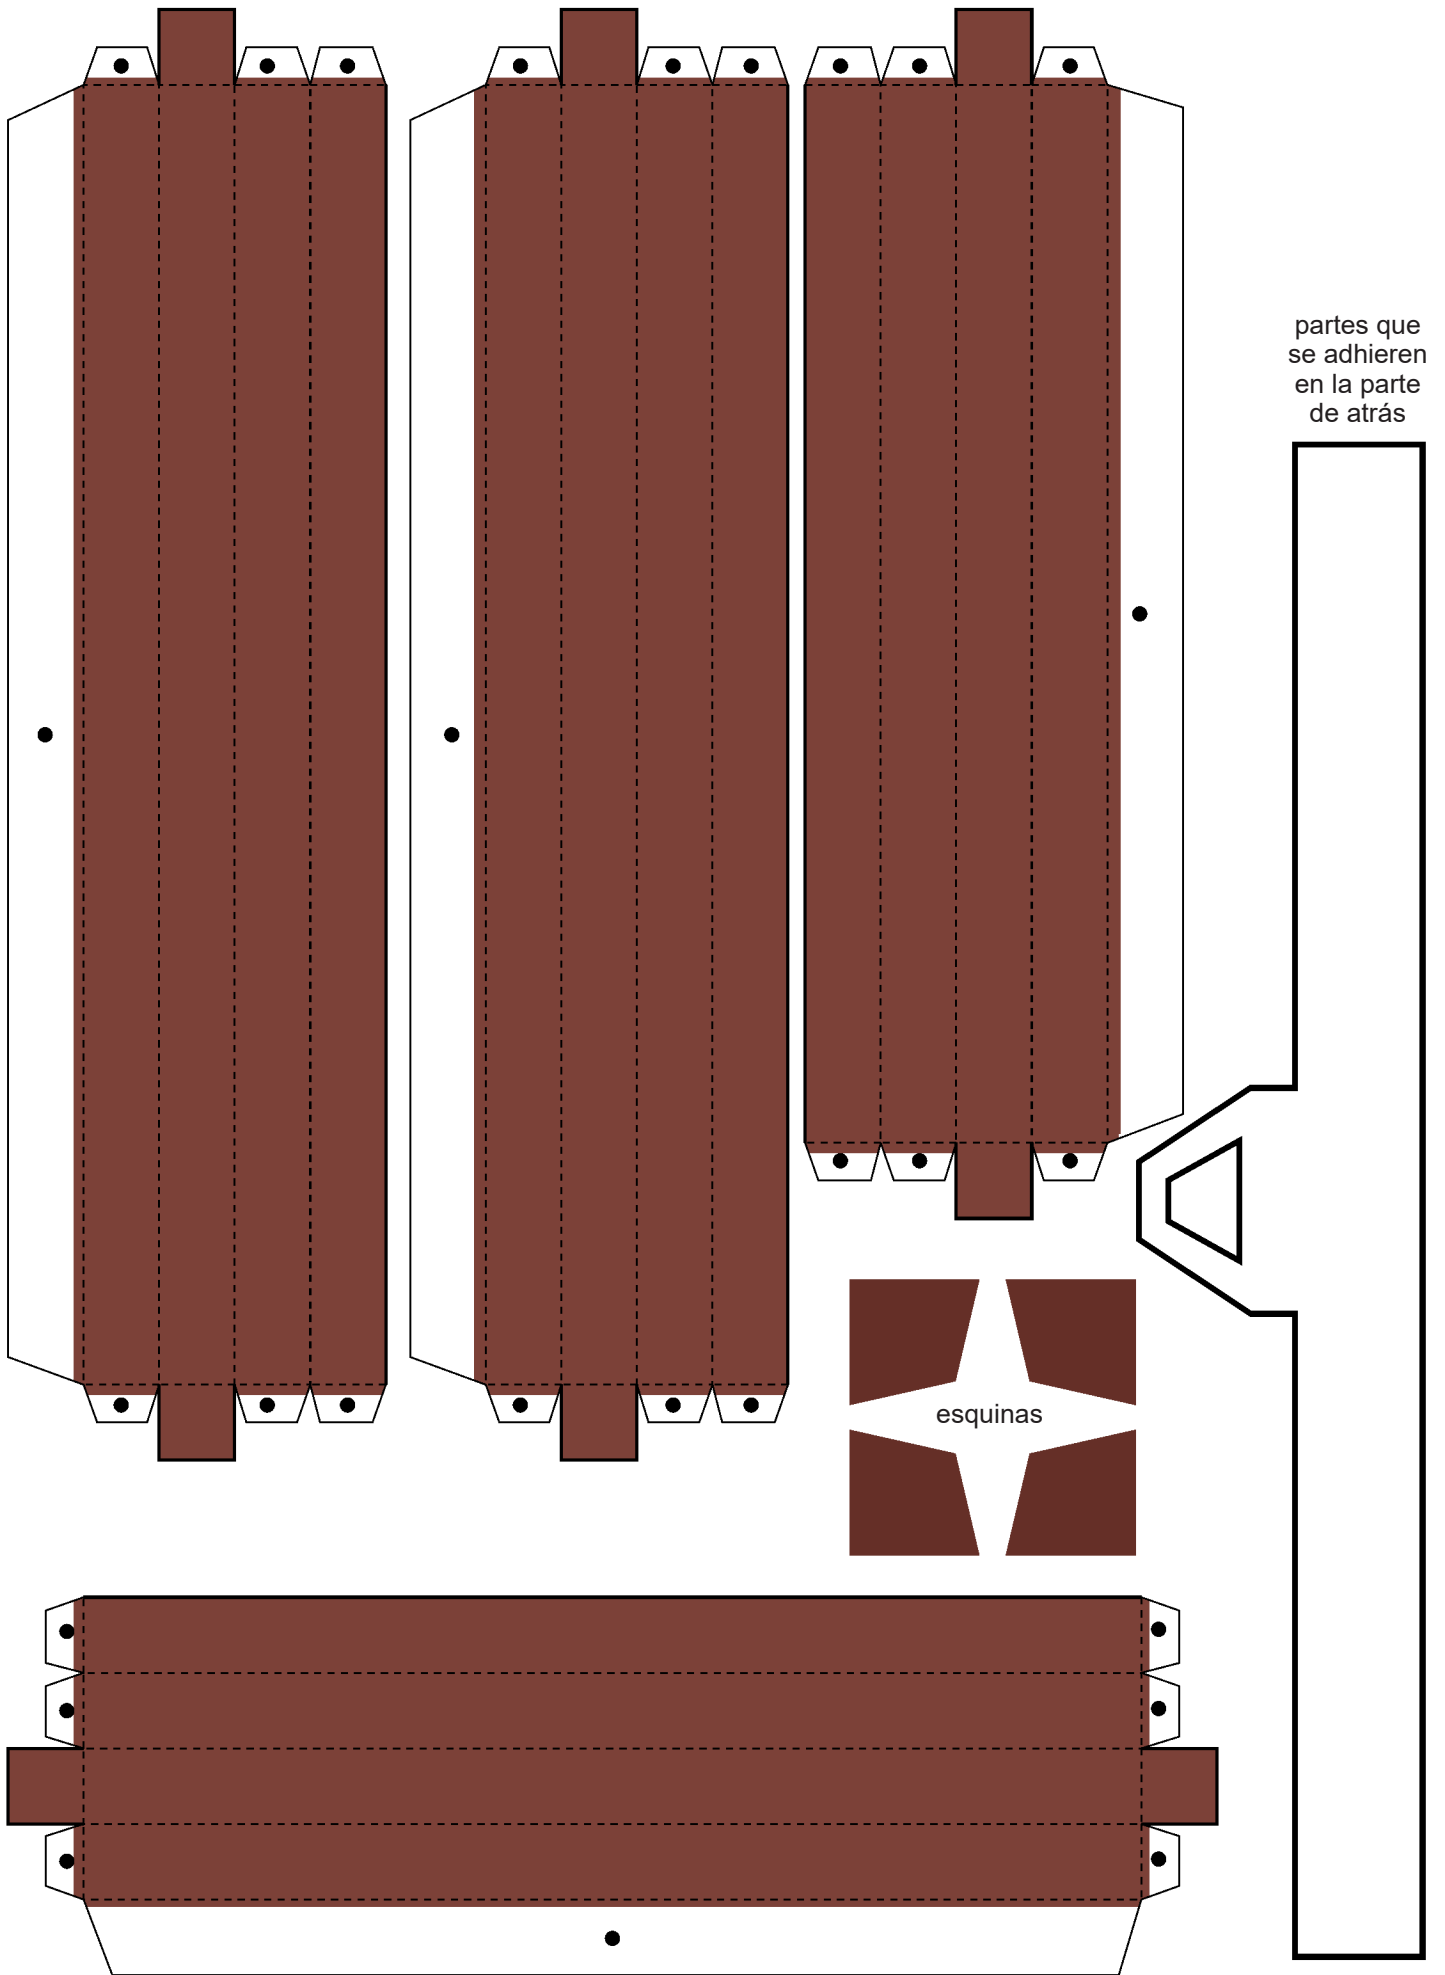 partes que
se adhieren
en la parte
de atrás
esquinas